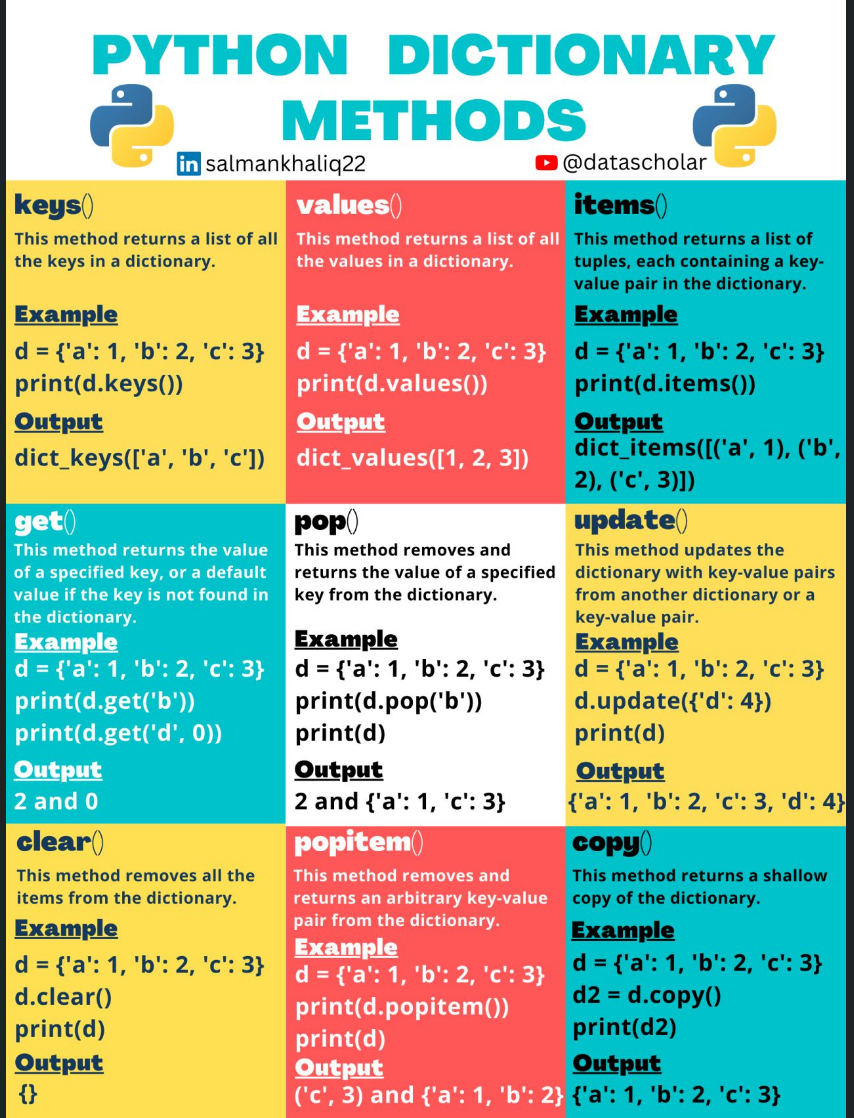 PYTHON DICTIONARY
METHODS
in salmankhaliq22
@datascholar
keys()
This method returns a list of all
the keys in a dictionary.
Example
d = {'a': 1, 'b': 2, 'c': 3}
print(d.keys())
Output
dict_keys(['a', 'b', 'c'])
values()
This method returns a list of all
the values in a dictionary.
Example
d = {'a': 1, 'b': 2, 'c': 3}
print(d.values())
Output
dict_values([1, 2, 3])
items()
This method returns a list of
tuples, each containing a key-
value pair in the dictionary.
Example
d = {'a': 1, 'b': 2, 'c': 3}
print(d.items())
Output
dict_items([('a', 1), ('b',
2), ('c', 3)])
get()
This method returns the value
of a specified key, or a default
value if the key is not found in
the dictionary.
Example
d = {'a': 1, 'b': 2, 'c': 3}
print(d.get('b'))
print(d.get('d', 0))
Output
2 and 0
pop()
This method removes and
returns the value of a specified
key from the dictionary.
Example
d = {'a': 1, 'b': 2, 'c': 3}
print(d.pop('b'))
print(d)
Output
2 and {'a': 1, 'c': 3}
update()
This method updates the
dictionary with key-value pairs
from another dictionary or a
key-value pair.
Example
d = {'a': 1, 'b': 2, 'c': 3}
d.update({'d': 4})
print(d)
Output
{'a': 1, 'b': 2, 'c': 3, 'd': 4}
clear()
This method removes all the
items from the dictionary.
Example
d = {'a': 1, 'b': 2, 'c': 3}
d.clear()
print(d)
Output
{}
popitem()
This method removes and
returns an arbitrary key-value
pair from the dictionary.
Example
d = {'a': 1, 'b': 2, 'c': 3}
print(d.popitem())
print(d)
Output
('c', 3) and {'a': 1, 'b': 2}
copy()
This method returns a shallow
copy of the dictionary.
Example
d = {'a': 1, 'b': 2, 'c': 3}
d2 = d.copy()
print(d2)
Output
{'a': 1, 'b': 2, 'c': 3}